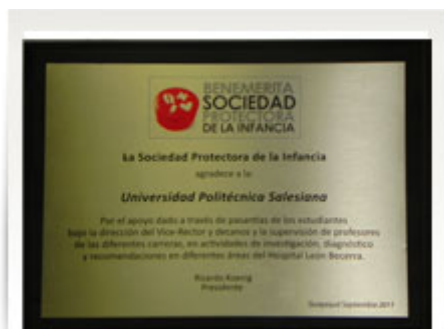 BENEMERITA
SOCIEDAD
PROTECTORA
DE LA INFANCIA
La Sociedad Protectora de la Infancia
agradece a la
Universidad Politécnica Salesiana
Por el apoyo dado a través de pasantías de los estudiantes
bajo la dirección del Vice-Rector y decanos y la supervisión de profesores
de las diferentes carreras, en actividades de investigación, diagnóstico
y recomendaciones en diferentes áreas del Hospital León Becerra.
Ricardo Koenig
Presidente
Guayaquil Septiembre 2011